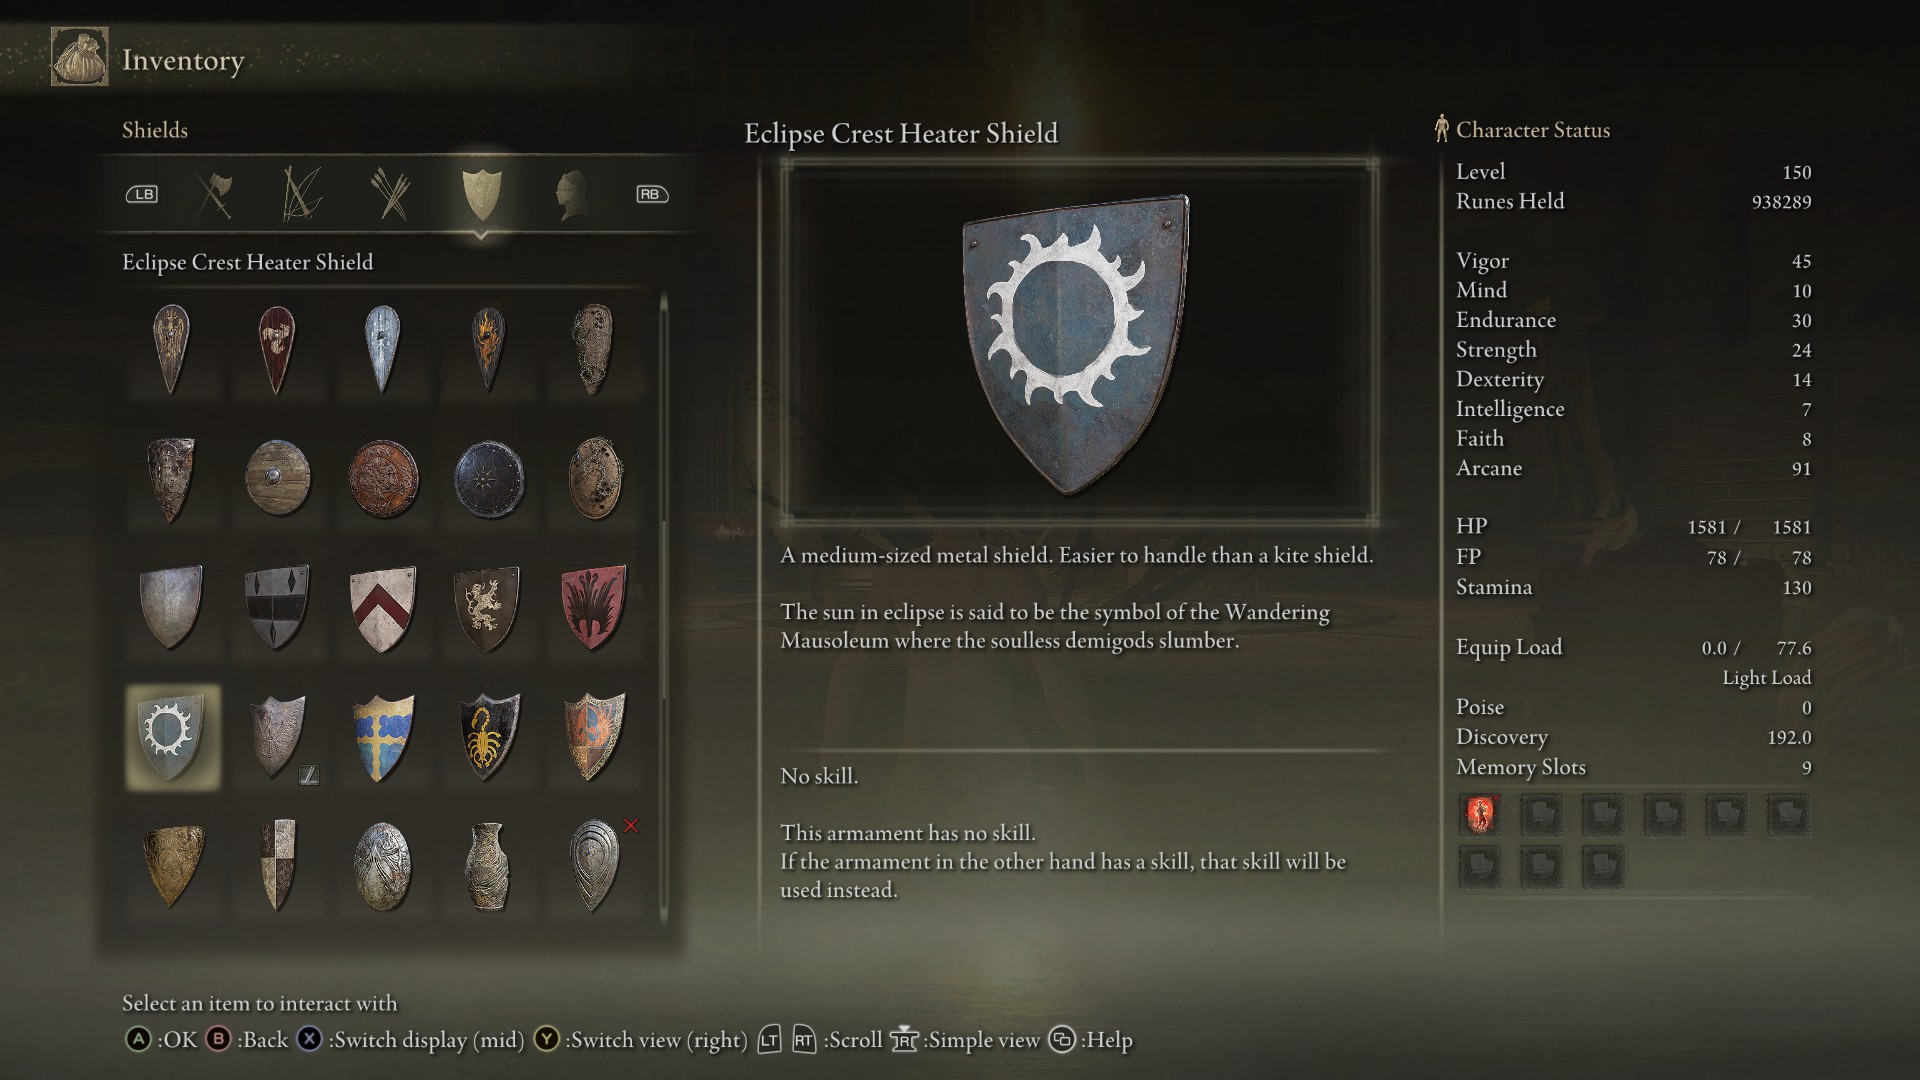 Inventory
Shields
LB
RB
Eclipse Crest Heater Shield
Eclipse Crest Heater Shield
A medium-sized metal shield. Easier to handle than a kite shield.
The sun in eclipse is said to be the symbol of the Wandering
Mausoleum where the soulless demigods slumber.
No skill.
This armament has no skill.
If the armament in the other hand has a skill, that skill will be
used instead.
Character Status
Level 150
Runes Held 938289
Vigor 45
Mind 10
Endurance 30
Strength 24
Dexterity 14
Intelligence 7
Faith 8
Arcane 91
HP 1581 / 1581
FP 78 / 78
Stamina 130
Equip Load 0.0 / 77.6
Light Load
Poise 0
Discovery 192.0
Memory Slots 9
Select an item to interact with
A :OK B :Back X :Switch display (mid) Y :Switch view (right) LT RT :Scroll R :Simple view :Help